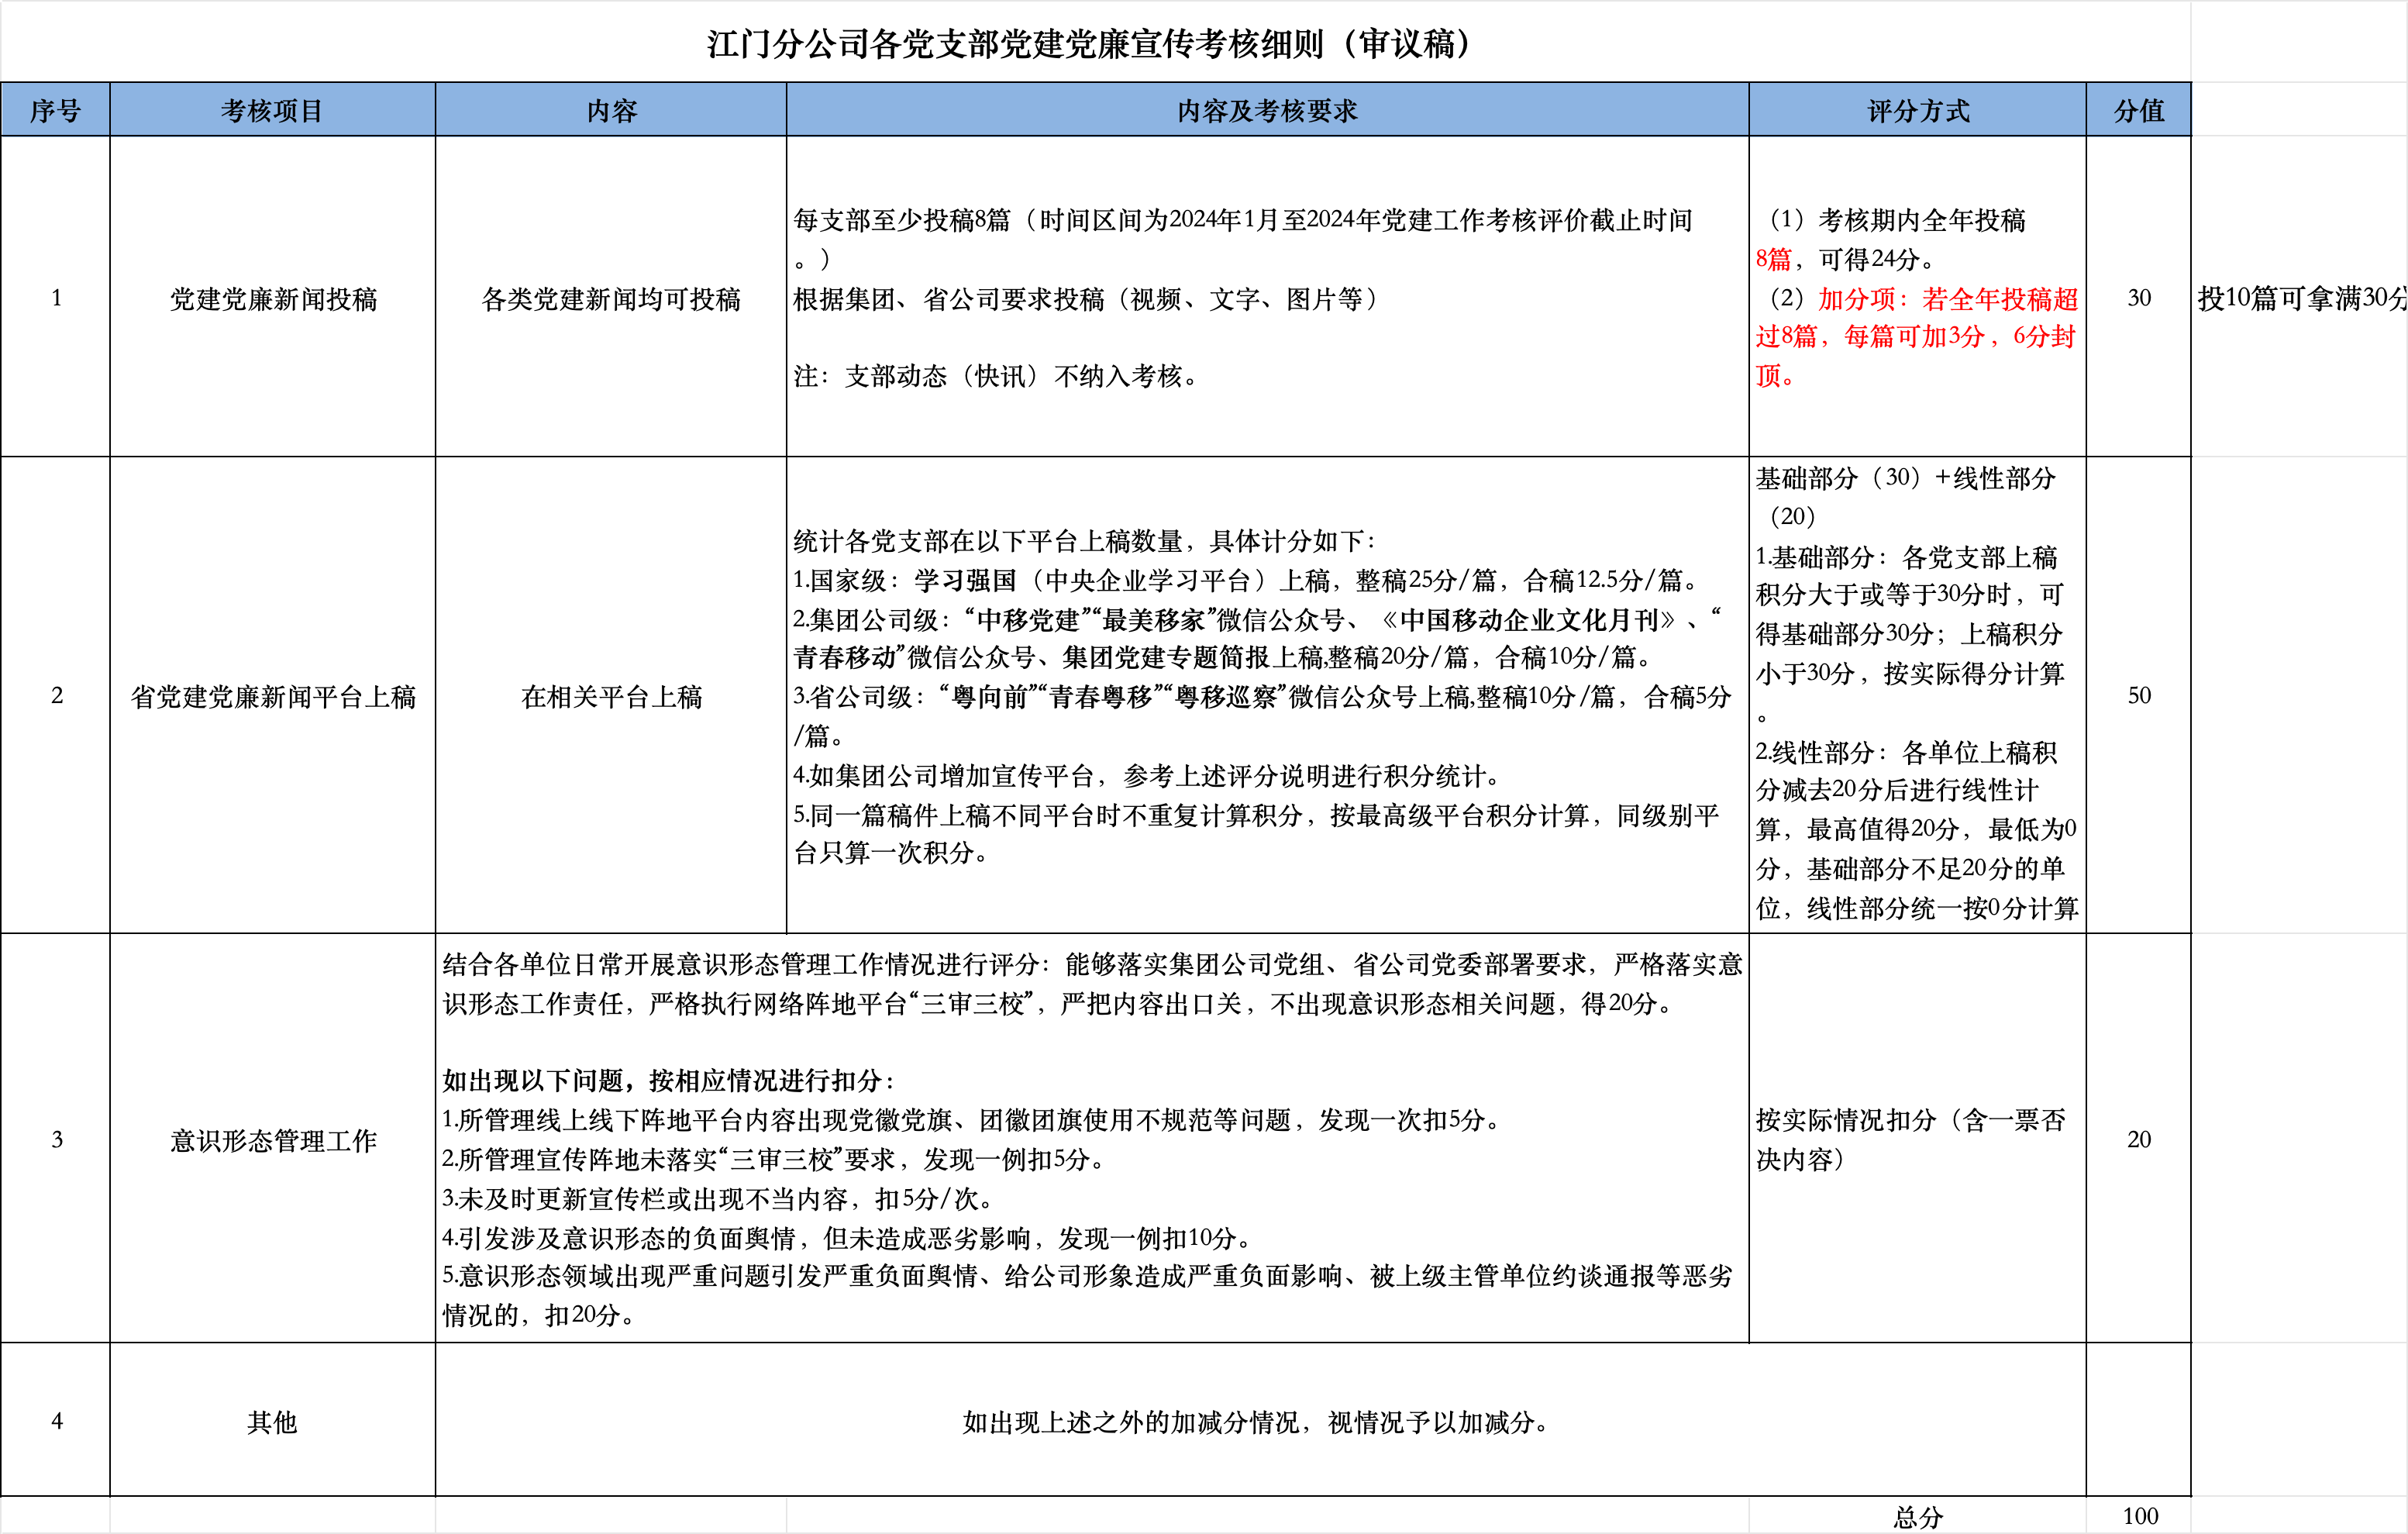 江门分公司各党支部党建党廉宣传考核细则（审议稿）
序号 考核项目 内容 内容及考核要求 评分方式 分值
1
党建党廉新闻投稿
各类党建新闻均可投稿
每支部至少投稿8篇（时间区间为2024年1月至2024年党建工作考核评价截止时间
。）
根据集团、省公司要求投稿（视频、文字、图片等）
注：支部动态（快讯）不纳入考核。
（1）考核期内全年投稿
8篇，可得24分。
（2）加分项：若全年投稿超
过8篇，每篇可加3分，6分封
顶。
30
投10篇可拿满30分
2
省党建党廉新闻平台上稿
在相关平台上稿
统计各党支部在以下平台上稿数量，具体计分如下：
1.国家级：学习强国（中央企业学习平台）上稿，整稿25分/篇，合稿12.5分/篇。
2.集团公司级：“中移党建”“最美移家”微信公众号、《中国移动企业文化月刊》、“
青春移动”微信公众号、集团党建专题简报上稿,整稿20分/篇，合稿10分/篇。
3.省公司级：“粤向前”“青春粤移”“粤移巡察”微信公众号上稿,整稿10分/篇，合稿5分
/篇。
4.如集团公司增加宣传平台，参考上述评分说明进行积分统计。
5.同一篇稿件上稿不同平台时不重复计算积分，按最高级平台积分计算，同级别平
台只算一次积分。
基础部分（30）+线性部分
（20）
1.基础部分：各党支部上稿
积分大于或等于30分时，可
得基础部分30分；上稿积分
小于30分，按实际得分计算
。
2.线性部分：各单位上稿积
分减去20分后进行线性计
算，最高值得20分，最低为0
分，基础部分不足20分的单
位，线性部分统一按0分计算
50
3
意识形态管理工作
结合各单位日常开展意识形态管理工作情况进行评分：能够落实集团公司党组、省公司党委部署要求，严格落实意
识形态工作责任，严格执行网络阵地平台“三审三校”，严把内容出口关，不出现意识形态相关问题，得20分。
如出现以下问题，按相应情况进行扣分：
1.所管理线上线下阵地平台内容出现党徽党旗、团徽团旗使用不规范等问题，发现一次扣5分。
2.所管理宣传阵地未落实“三审三校”要求，发现一例扣5分。
3.未及时更新宣传栏或出现不当内容，扣5分/次。
4.引发涉及意识形态的负面舆情，但未造成恶劣影响，发现一例扣10分。
5.意识形态领域出现严重问题引发严重负面舆情、给公司形象造成严重负面影响、被上级主管单位约谈通报等恶劣
情况的，扣20分。
按实际情况扣分（含一票否
决内容）
20
4
其他
如出现上述之外的加减分情况，视情况予以加减分。
总分 100